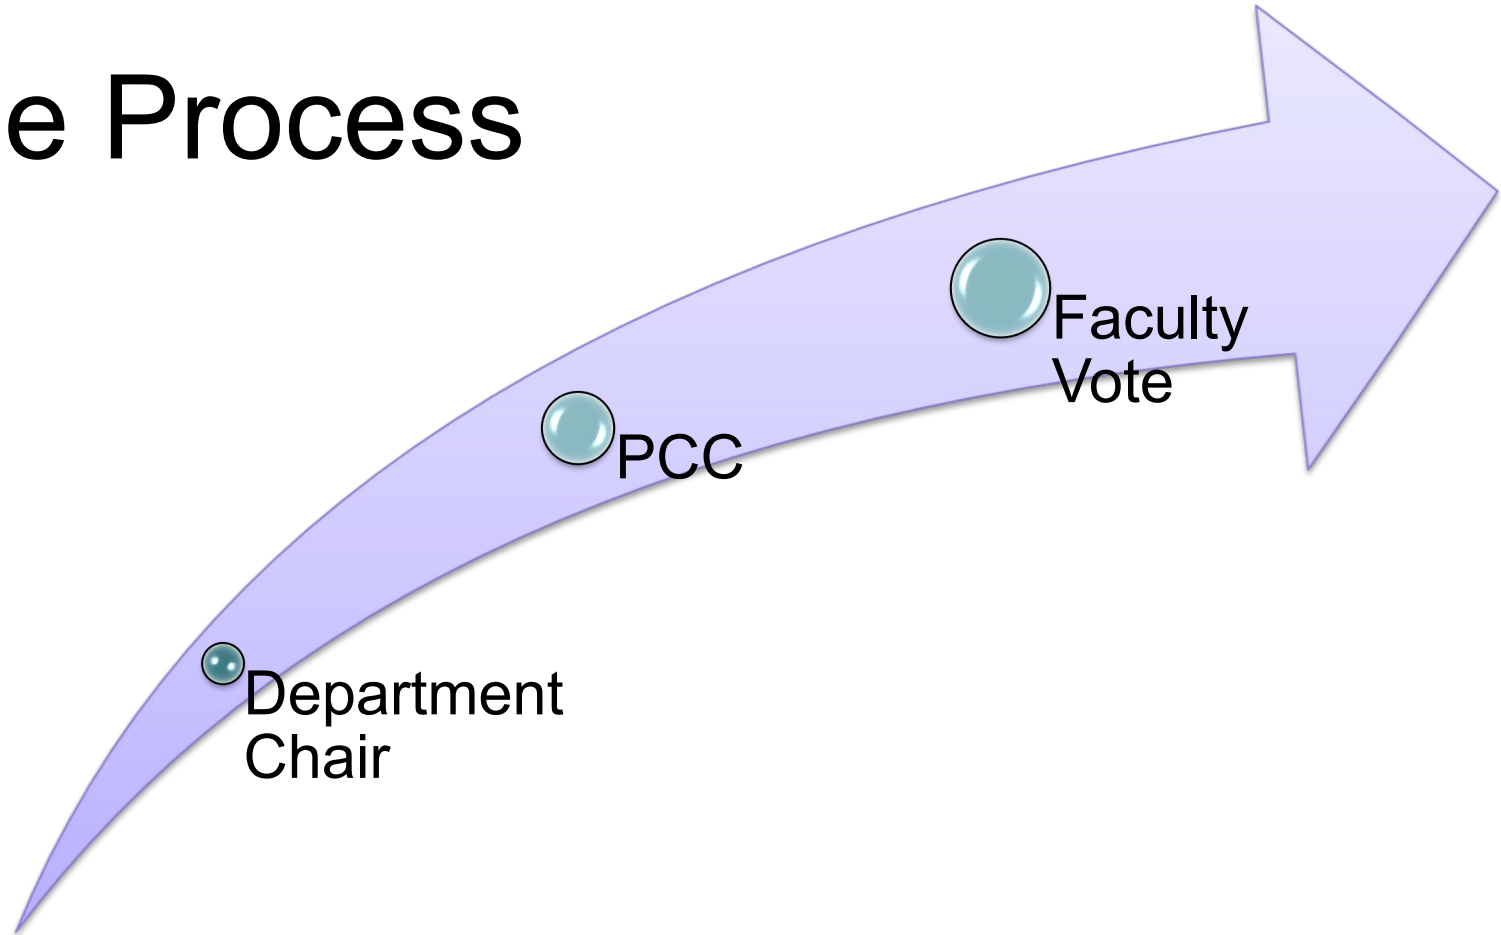 e Process
Faculty
Vote
PCC
Department
Chair